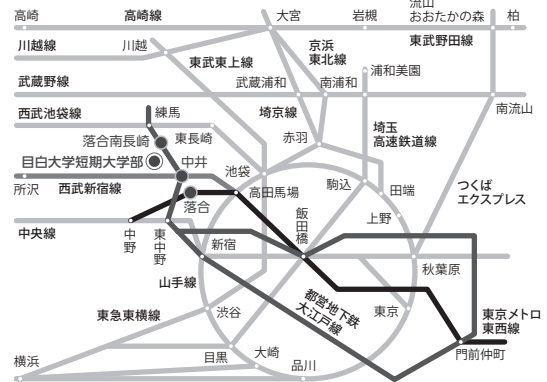 流山
おおたかの森
高崎
高崎線
大宮
岩槻
柏
川越線
川越
東武東上線
京浜
東北線
東武野田線
武蔵野線
武蔵浦和
南浦和
浦和美園
西武池袋線
練馬
埼京線
南流山
落合南長崎
東長崎
赤羽
埼玉
高速鉄道線
目白大学短期大学部
中井
池袋
所沢
西武新宿線
高田馬場
駒込
田端
つくば
エクスプレス
落合
飯田橋
上野
中央線
中野
東中野
新宿
秋葉原
山手線
都営地下鉄
大江戸線
東急東横線
渋谷
東京
東京メトロ
東西線
目黒
大崎
品川
門前仲町
横浜